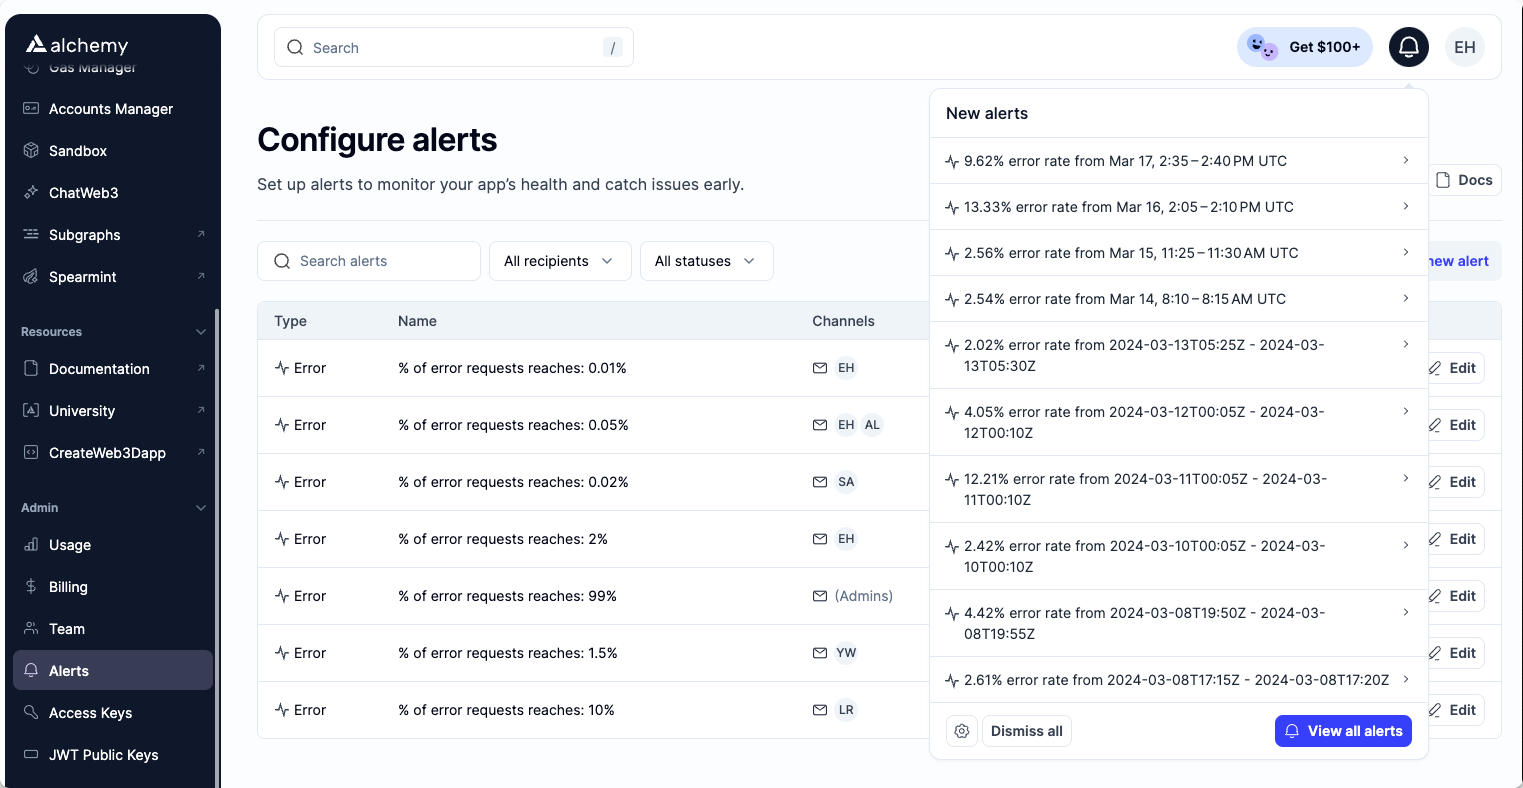 alchemy
Gas Manager
Accounts Manager
Sandbox
ChatWeb3
Subgraphs
Spearmint
Resources
Documentation
University
CreateWeb3Dapp
Admin
Usage
Billing
Team
Alerts
Access Keys
JWT Public Keys
Search /
Get $100+
EH
Configure alerts
Set up alerts to monitor your app's health and catch issues early.
Docs
Search alerts
All recipients
All statuses
new alert
Type Name Channels
Error % of error requests reaches: 0.01% EH Edit
Error % of error requests reaches: 0.05% EH AL Edit
Error % of error requests reaches: 0.02% SA Edit
Error % of error requests reaches: 2% EH Edit
Error % of error requests reaches: 99% (Admins) Edit
Error % of error requests reaches: 1.5% YW Edit
Error % of error requests reaches: 10% LR Edit
New alerts
9.62% error rate from Mar 17, 2:35 – 2:40 PM UTC
13.33% error rate from Mar 16, 2:05 – 2:10 PM UTC
2.56% error rate from Mar 15, 11:25 – 11:30 AM UTC
2.54% error rate from Mar 14, 8:10 – 8:15 AM UTC
2.02% error rate from 2024-03-13T05:25Z - 2024-03-
13T05:30Z
4.05% error rate from 2024-03-12T00:05Z - 2024-03-
12T00:10Z
12.21% error rate from 2024-03-11T00:05Z - 2024-03-
11T00:10Z
2.42% error rate from 2024-03-10T00:05Z - 2024-03-
10T00:10Z
4.42% error rate from 2024-03-08T19:50Z - 2024-03-
08T19:55Z
2.61% error rate from 2024-03-08T17:15Z - 2024-03-08T17:20Z
Dismiss all
View all alerts